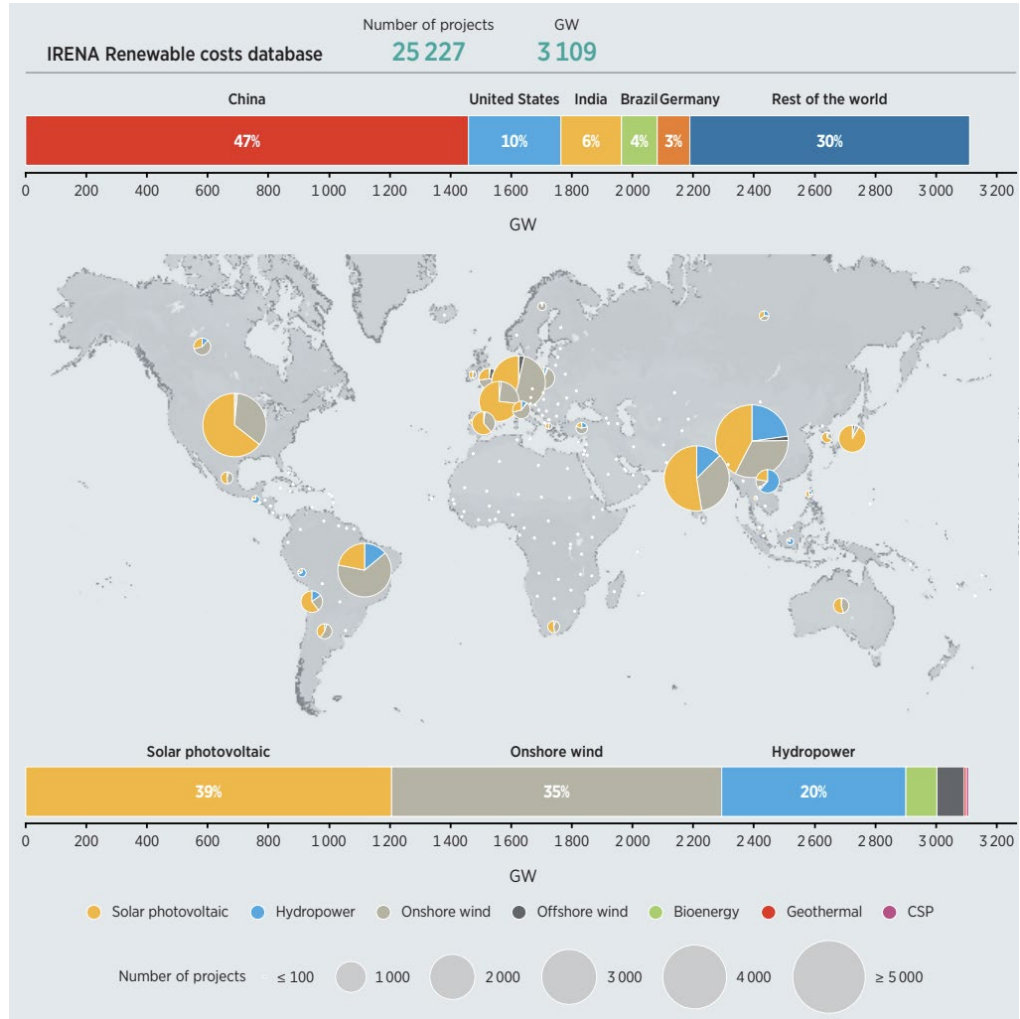 Number of projects GW
IRENA Renewable costs database 25 227 3 109
China United States India Brazil Germany Rest of the world
47% 10% 6% 4% 3% 30%
0 200 400 600 800 1 000 1 200 1 400 1 600 1 800 2 000 2 200 2 400 2 600 2 800 3 000 3 200
GW
Solar photovoltaic Onshore wind Hydropower
39% 35% 20%
0 200 400 600 800 1 000 1 200 1 400 1 600 1 800 2 000 2 200 2 400 2 600 2 800 3 000 3 200
GW
Solar photovoltaic Hydropower Onshore wind Offshore wind Bioenergy Geothermal CSP
Number of projects ≤ 100 1 000 2 000 3 000 4 000 ≥ 5 000